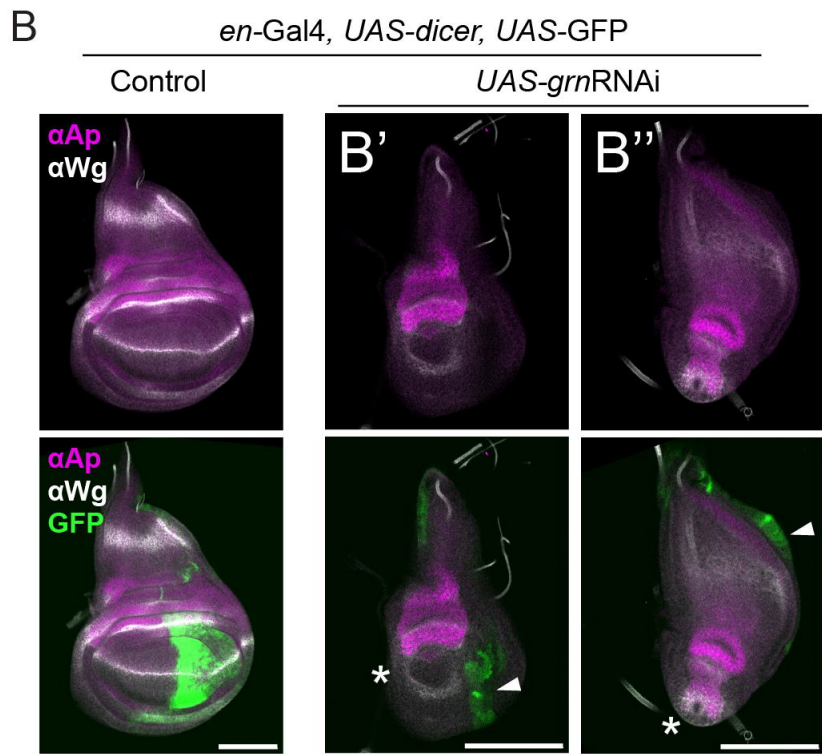 B
en-Gal4, UAS-dicer, UAS-GFP
Control
UAS-grnRNAi
αAp
αWg
B’
B’’
αAp
αWg
GFP
*
*